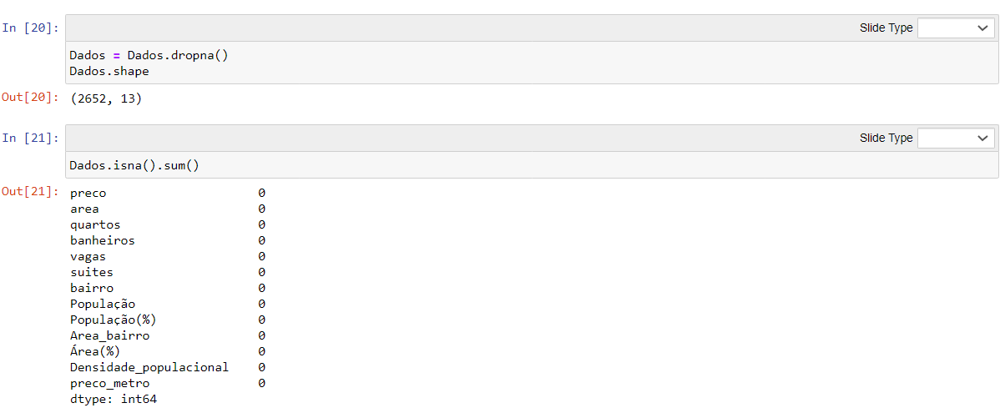 In [20]:
Slide Type
Dados = Dados.dropna()
Dados.shape
Out[20]: (2652, 13)
In [21]:
Slide Type
Dados.isna().sum()
Out[21]: preco 0
area 0
quartos 0
banheiros 0
vagas 0
suites 0
bairro 0
População 0
População(%) 0
Area_bairro 0
Área(%) 0
Densidade_populacional 0
preco_metro 0
dtype: int64